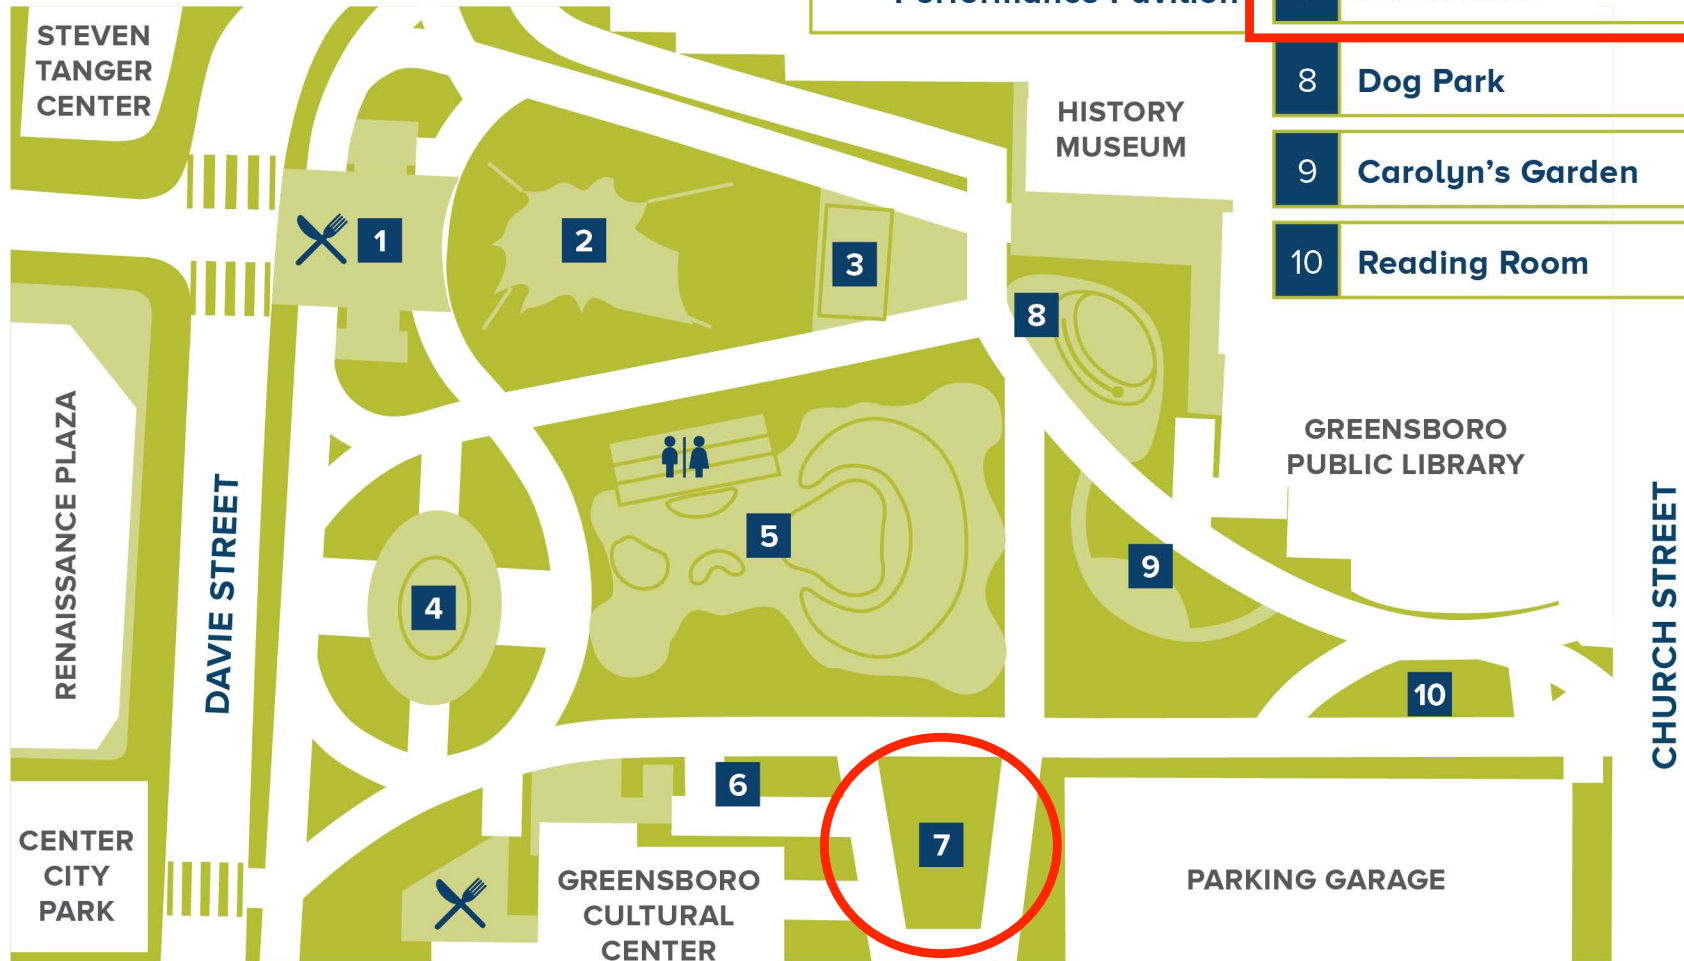 Performance Pavilion
8 Dog Park
9 Carolyn's Garden
10 Reading Room
STEVEN
TANGER
CENTER
HISTORY
MUSEUM
1
2
3
8
RENAISSANCE PLAZA
DAVIE STREET
GREENSBORO
PUBLIC LIBRARY
CHURCH STREET
5
9
4
10
6
7
CENTER
CITY
PARK
GREENSBORO
CULTURAL
CENTER
PARKING GARAGE